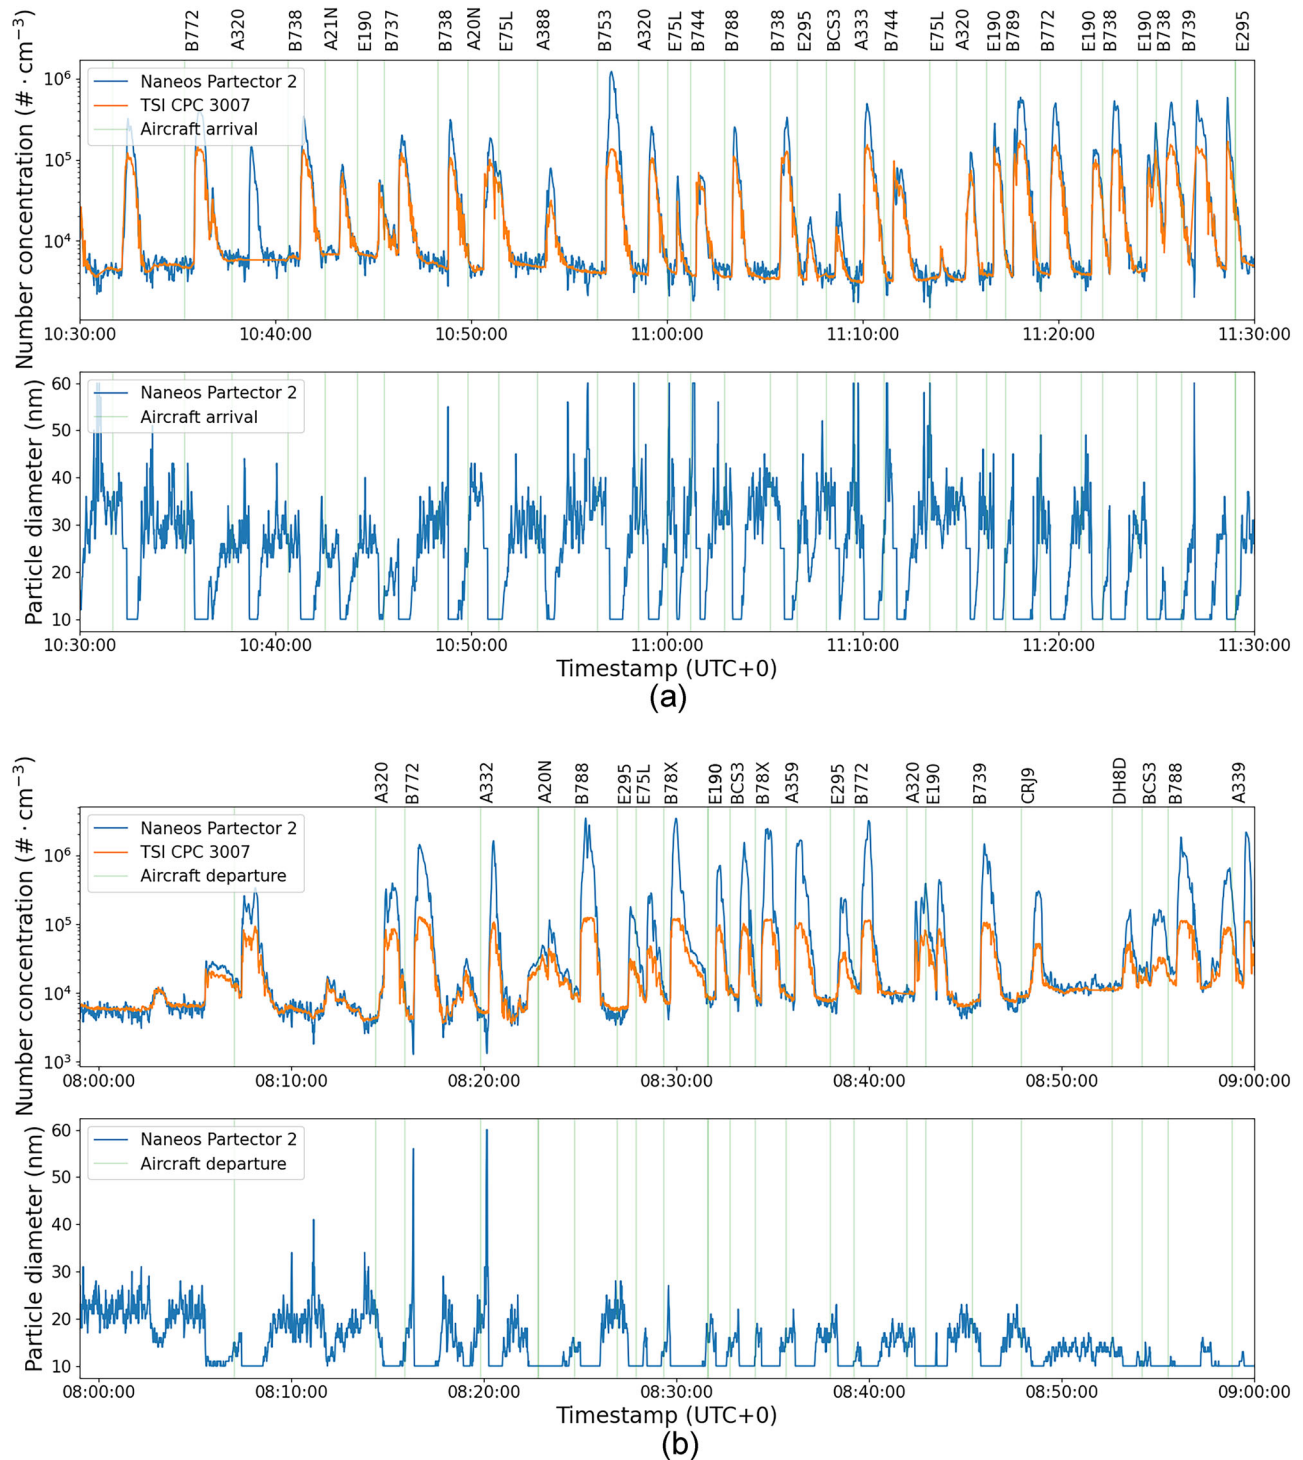 B772 A320 B738 A21N E190 B737 B738 A20N E75L A388 B753 A320 E75L B744 B788 B738 E295 BCS3 A333 B744 E75L A320 E190 B789 B772 E190 B738 E190 B738 B739 E295
Number concentration (# · cm⁻³)
10⁶
10⁵
10⁴
Naneos Partector 2
TSI CPC 3007
Aircraft arrival
10:30:00 10:40:00 10:50:00 11:00:00 11:10:00 11:20:00 11:30:00
Particle diameter (nm)
60
50
40
30
20
10
Naneos Partector 2
Aircraft arrival
10:30:00 10:40:00 10:50:00 11:00:00 11:10:00 11:20:00 11:30:00
Timestamp (UTC+0)
(a)
A320 B772 A332 A20N B788 E295 E75L B78X E190 BCS3 B78X A359 E295 B772 A320 E190 B739 CRJ9 DH8D BCS3 B788 A339
Number concentration (# · cm⁻³)
10⁶
10⁵
10⁴
10³
Naneos Partector 2
TSI CPC 3007
Aircraft departure
08:00:00 08:10:00 08:20:00 08:30:00 08:40:00 08:50:00 09:00:00
Particle diameter (nm)
60
50
40
30
20
10
Naneos Partector 2
Aircraft departure
08:00:00 08:10:00 08:20:00 08:30:00 08:40:00 08:50:00 09:00:00
Timestamp (UTC+0)
(b)